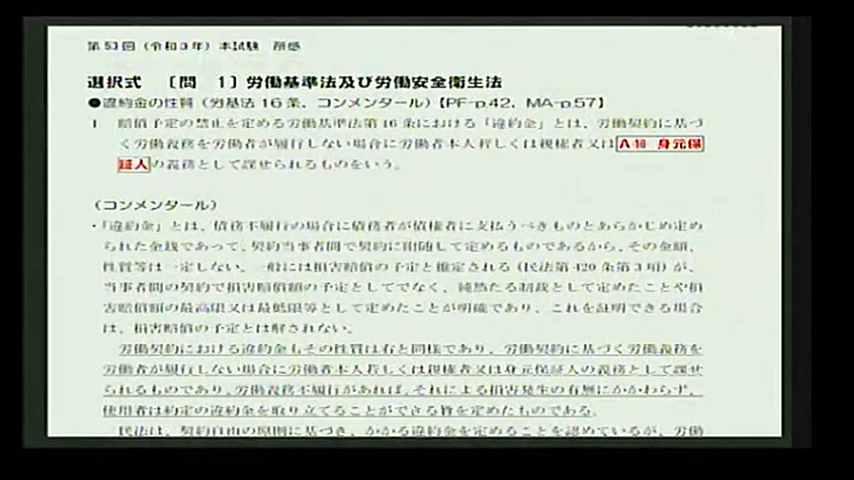 第53回（令和3年）本試験 所感
選択式 〔問 1〕労働基準法及び労働安全衛生法
●違約金の性質（労基法16条、コンメンタール）【PF-p.42、MA-p.57】
1 賠償予定の禁止を定める労働基準法第16条における「違約金」とは、労働契約に基づ
く労働義務を労働者が履行しない場合に労働者本人若しくは親権者又は A-10 身元保
証人 の義務として課せられるものをいう。
（コンメンタール）
・「違約金」とは、債務不履行の場合に債務者が債権者に支払うべきものとあらかじめ定め
られた金銭であって、契約当事者間で契約に附随して定めるものであるから、その金額、
性質等は一定しない。一般には損害賠償の予定と推定される（民法第420条第3項）が、
当事者間の契約で損害賠償額の予定としてでなく、純然たる制裁として定めたことや損
害賠償額の最高限又は最低限等として定めたことが明確であり、これを証明できる場合
は、損害賠償の予定とは解されない。
労働契約における違約金もその性質は右と同様であり、労働契約に基づく労働義務を
労働者が履行しない場合に労働者本人若しくは親権者又は身元保証人の義務として課せ
られるものであり、労働義務不履行があれば、それによる損害発生の有無にかかわらず、
使用者は約定の違約金を取り立てることができる旨を定めたものである。
民法は、契約自由の原則に基づき、かかる違約金を定めることを認めているが、労働